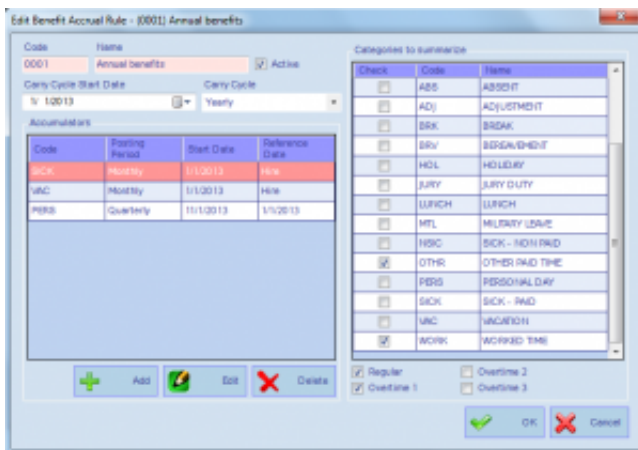 Edit Benefit Accrual Rule - (0001) Annual benefits
Code Name
0001 Annual benefits Active
Carry Cycle Start Date Carry Cycle
1/ 1/2013 Yearly
Accumulators
Code Posting Period Start Date Reference Date
SICK Monthly 1/1/2013 Hire
VAC Monthly 1/1/2013 Hire
PERS Quarterly 11/1/2013 1/1/2013
Add Edit Delete
Categories to summarize
Check Code Name
ABS ABSENT
ADJ ADJUSTMENT
BRK BREAK
BRV BEREAVEMENT
HOL HOLIDAY
JURY JURY DUTY
LUNCH LUNCH
MTL MILITARY LEAVE
NSIC SICK - NON PAID
OTHR OTHER PAID TIME
PERS PERSONAL DAY
SICK SICK - PAID
VAC VACATION
WORK WORKED TIME
Regular Overtime 2
Overtime 1 Overtime 3
OK Cancel